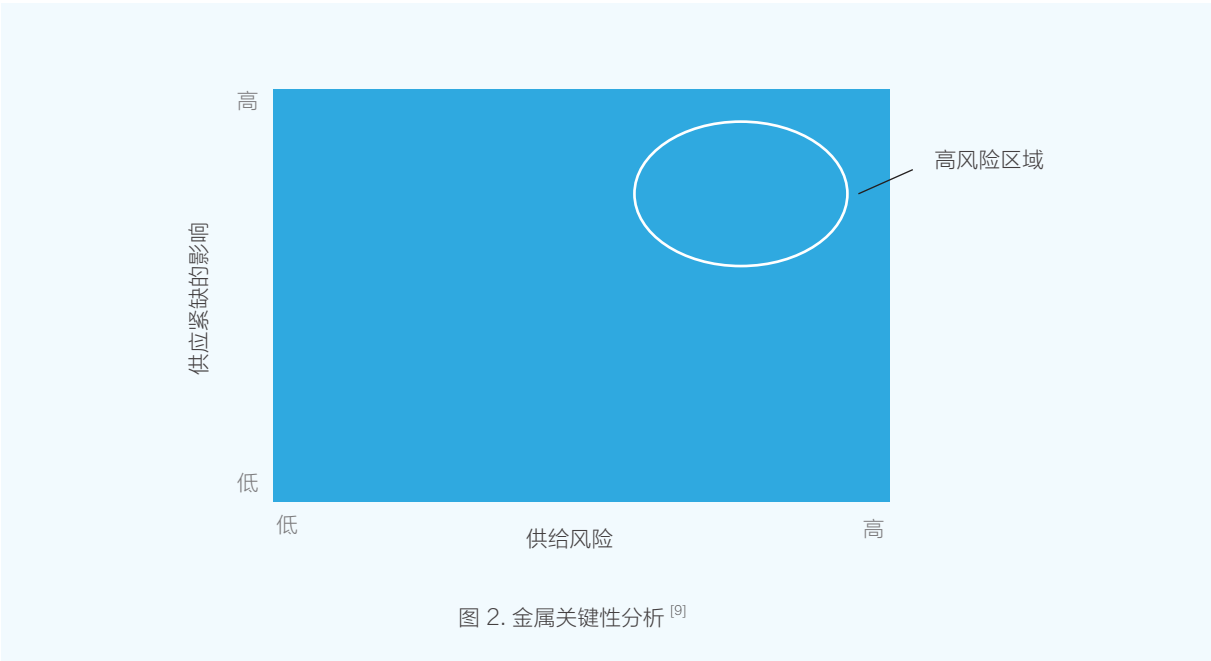 高
高风险区域
供应紧缺的影响
低
低
高
供给风险
图 2. 金属关键性分析 [9]